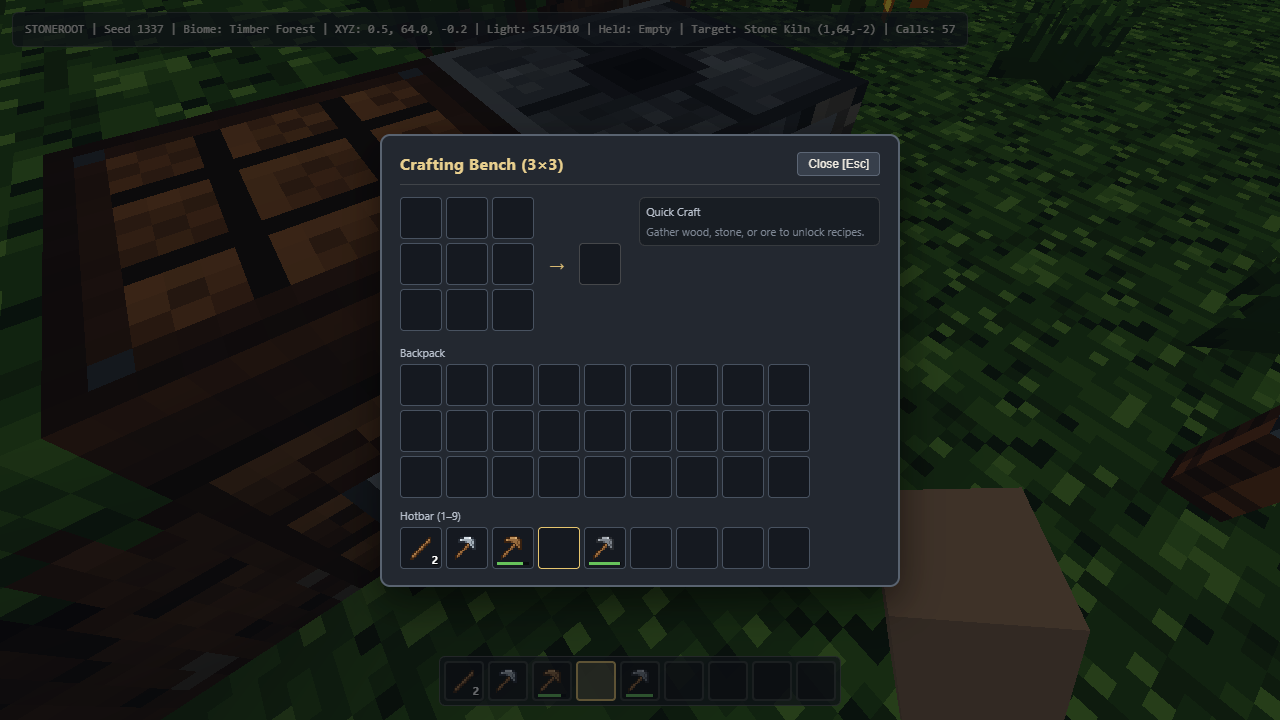 STONEROOT | Seed 1337 | Biome: Timber Forest | XYZ: 0.5, 64.0, -0.2 | Light: S15/B10 | Held: Empty | Target: Stone Kiln (1,64,-2) | Calls: 57
Crafting Bench (3×3)
Close [Esc]
Quick Craft
Gather wood, stone, or ore to unlock recipes.
→
Backpack
Hotbar (1–9)
2
2